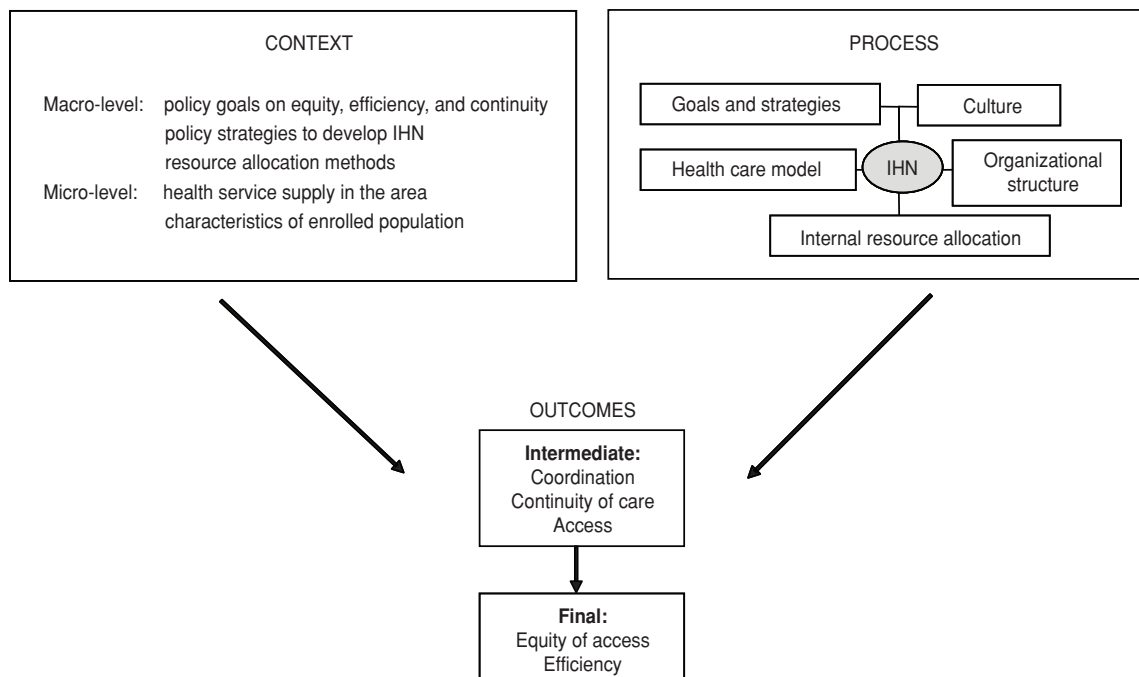 CONTEXT
Macro-level: policy goals on equity, efficiency, and continuity
policy strategies to develop IHN
resource allocation methods
Micro-level: health service supply in the area
characteristics of enrolled population
PROCESS
Goals and strategies
Culture
Health care model
IHN
Organizational
structure
Internal resource allocation
OUTCOMES
Intermediate:
Coordination
Continuity of care
Access
Final:
Equity of access
Efficiency